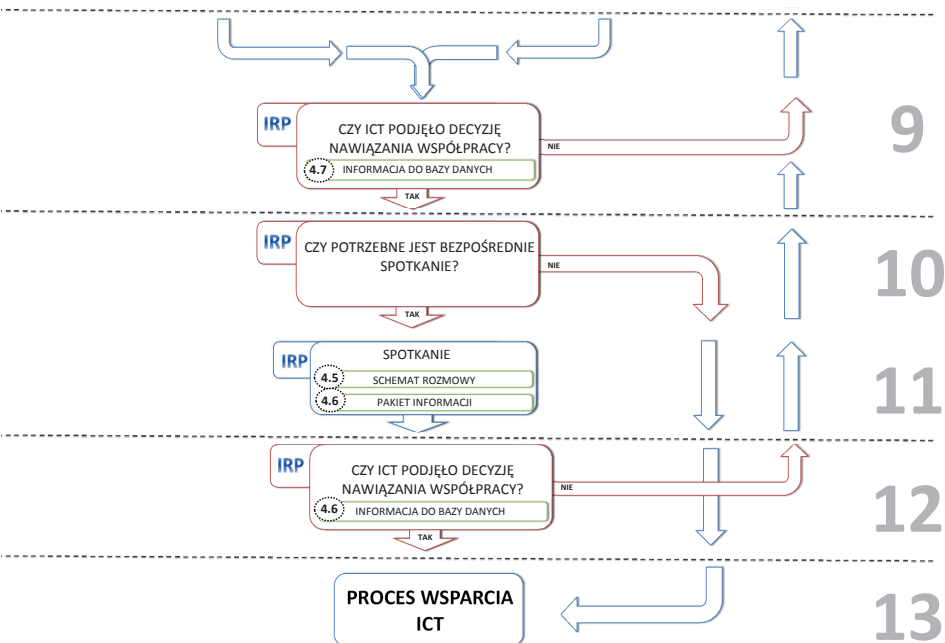 IRP
CZY ICT PODJĘŁO DECYZJĘ
NAWIĄZANIA WSPÓŁPRACY?
4.7 INFORMACJA DO BAZY DANYCH
NIE
TAK
9
IRP
CZY POTRZEBNE JEST BEZPOŚREDNIE
SPOTKANIE?
NIE
TAK
10
IRP
SPOTKANIE
4.5 SCHEMAT ROZMOWY
4.6 PAKIET INFORMACJI
11
IRP
CZY ICT PODJĘŁO DECYZJĘ
NAWIĄZANIA WSPÓŁPRACY?
4.6 INFORMACJA DO BAZY DANYCH
NIE
TAK
12
PROCES WSPARCIA
ICT
13